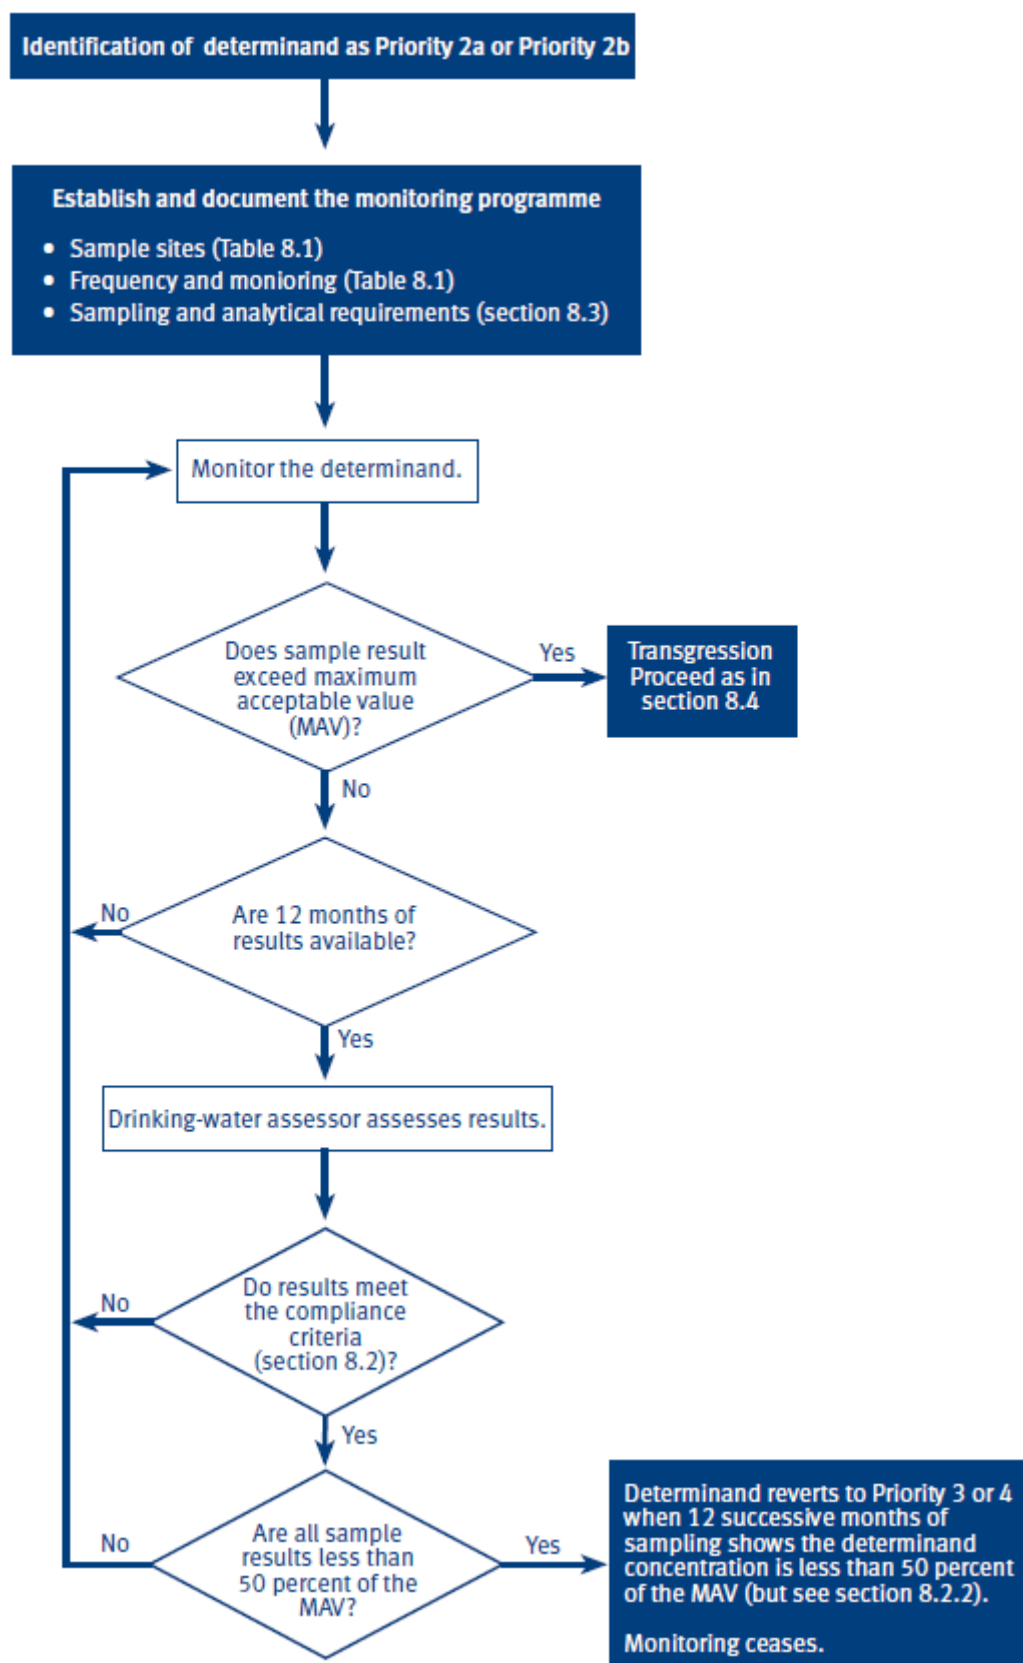 Identification of determinand as Priority 2a or Priority 2b
Establish and document the monitoring programme
• Sample sites (Table 8.1)
• Frequency and monioring (Table 8.1)
• Sampling and analytical requirements (section 8.3)
Monitor the determinand.
Does sample result
exceed maximum
acceptable value
(MAV)?
Yes
Transgression
Proceed as in
section 8.4
No
Are 12 months of
results available?
No
Yes
Drinking-water assessor assesses results.
Do results meet
the compliance
criteria
(section 8.2)?
No
Yes
Are all sample
results less than
50 percent of the
MAV?
No
Yes
Determinand reverts to Priority 3 or 4
when 12 successive months of
sampling shows the determinand
concentration is less than 50 percent
of the MAV (but see section 8.2.2).
Monitoring ceases.